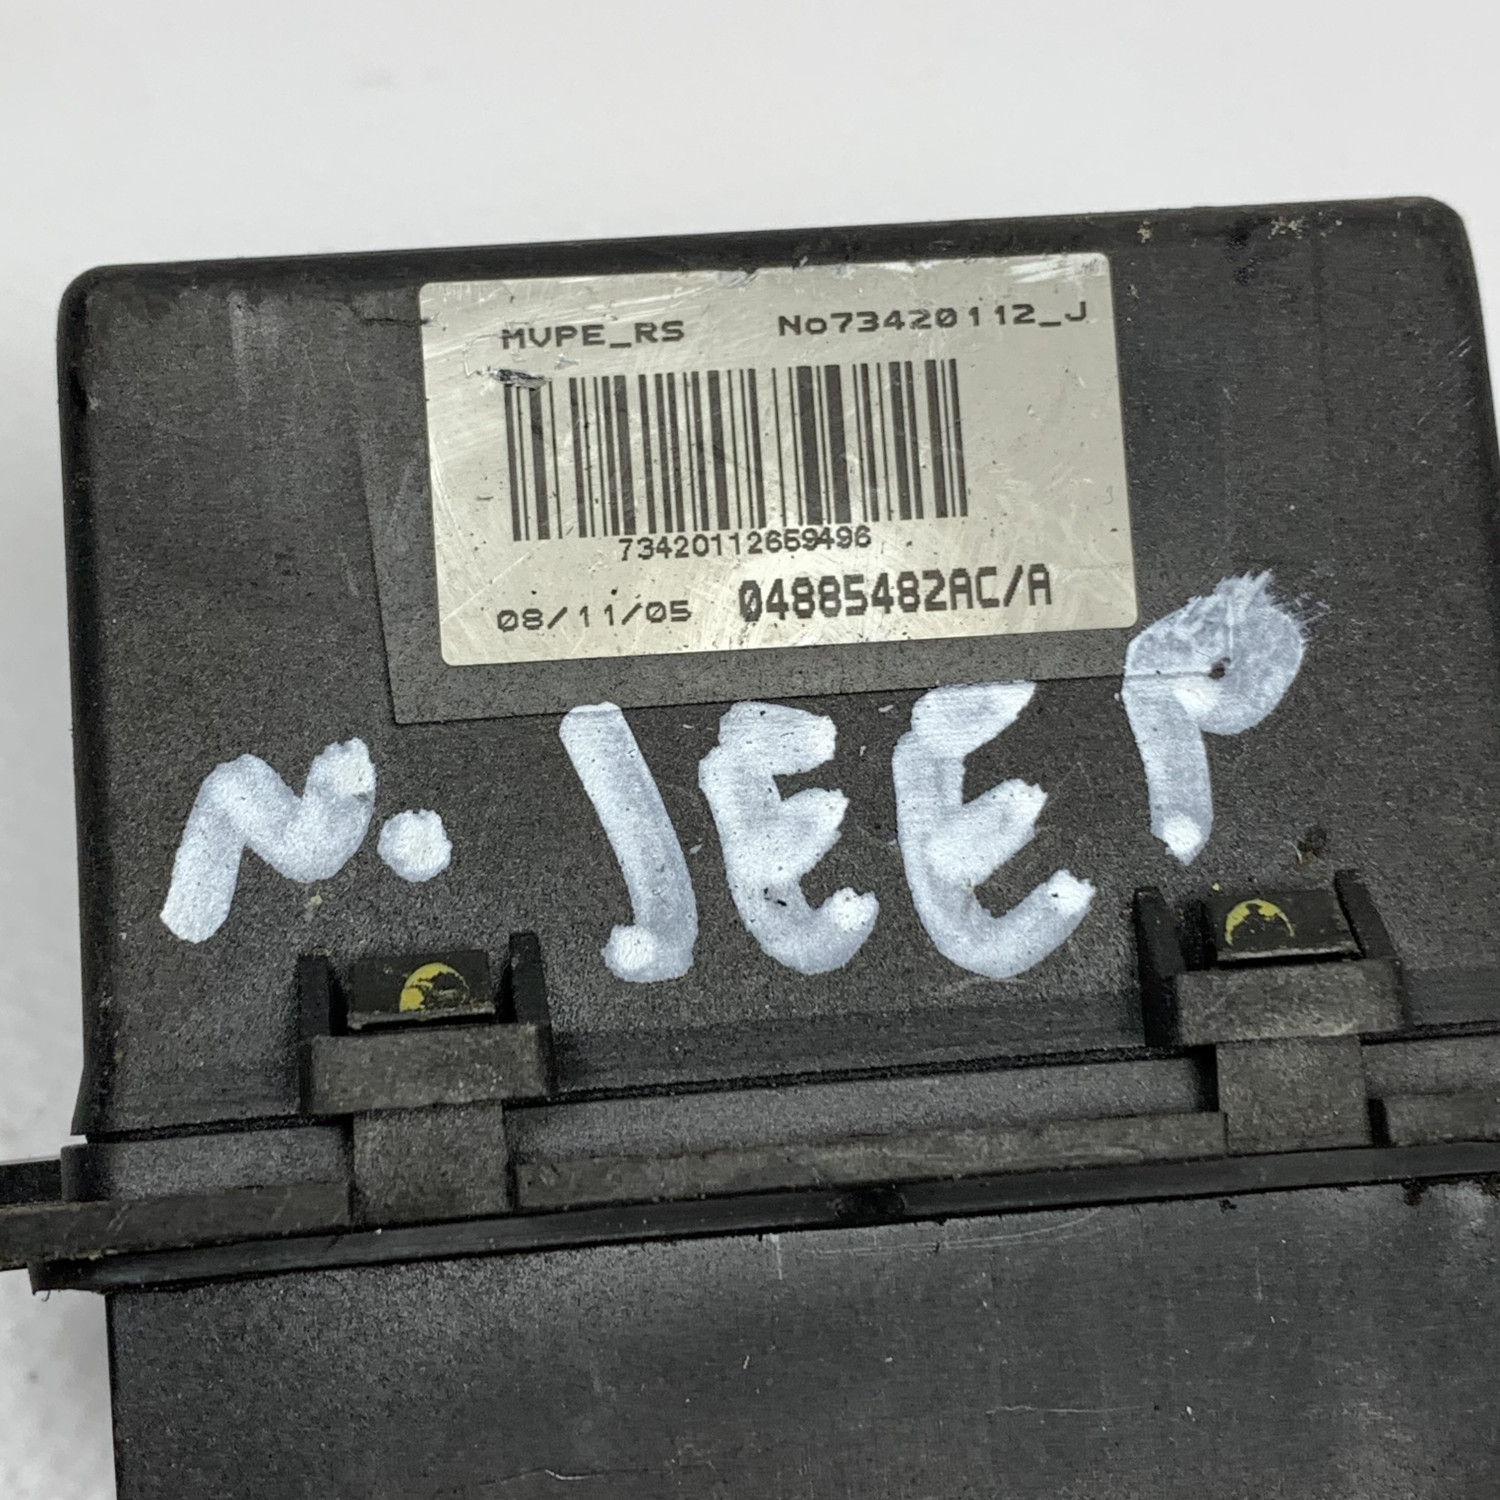 MVPE_RS No73420112_J
73420112659496
08/11/05 04885482AC/A
N. JEEP